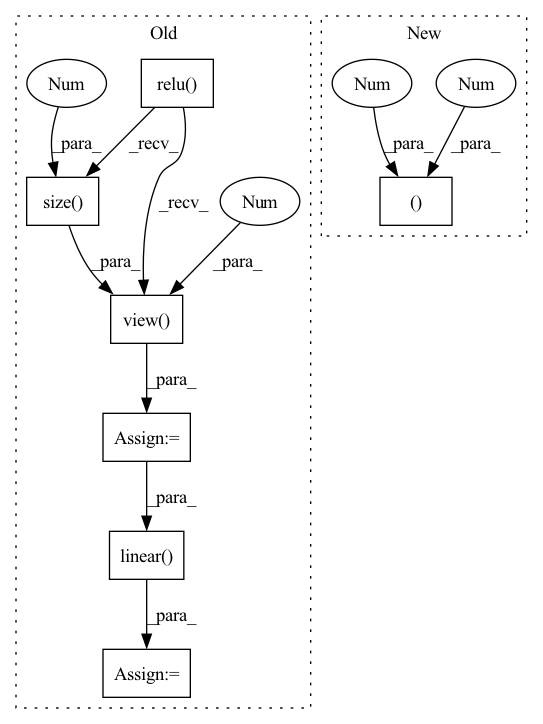 Old
New
Num
relu()
Num
Num
_para_
_recv_
_para_
_para_
size()
_recv_
Num
()
_para_
_para_
view()
_para_
Assign:=
_para_
linear()
_para_
Assign:=